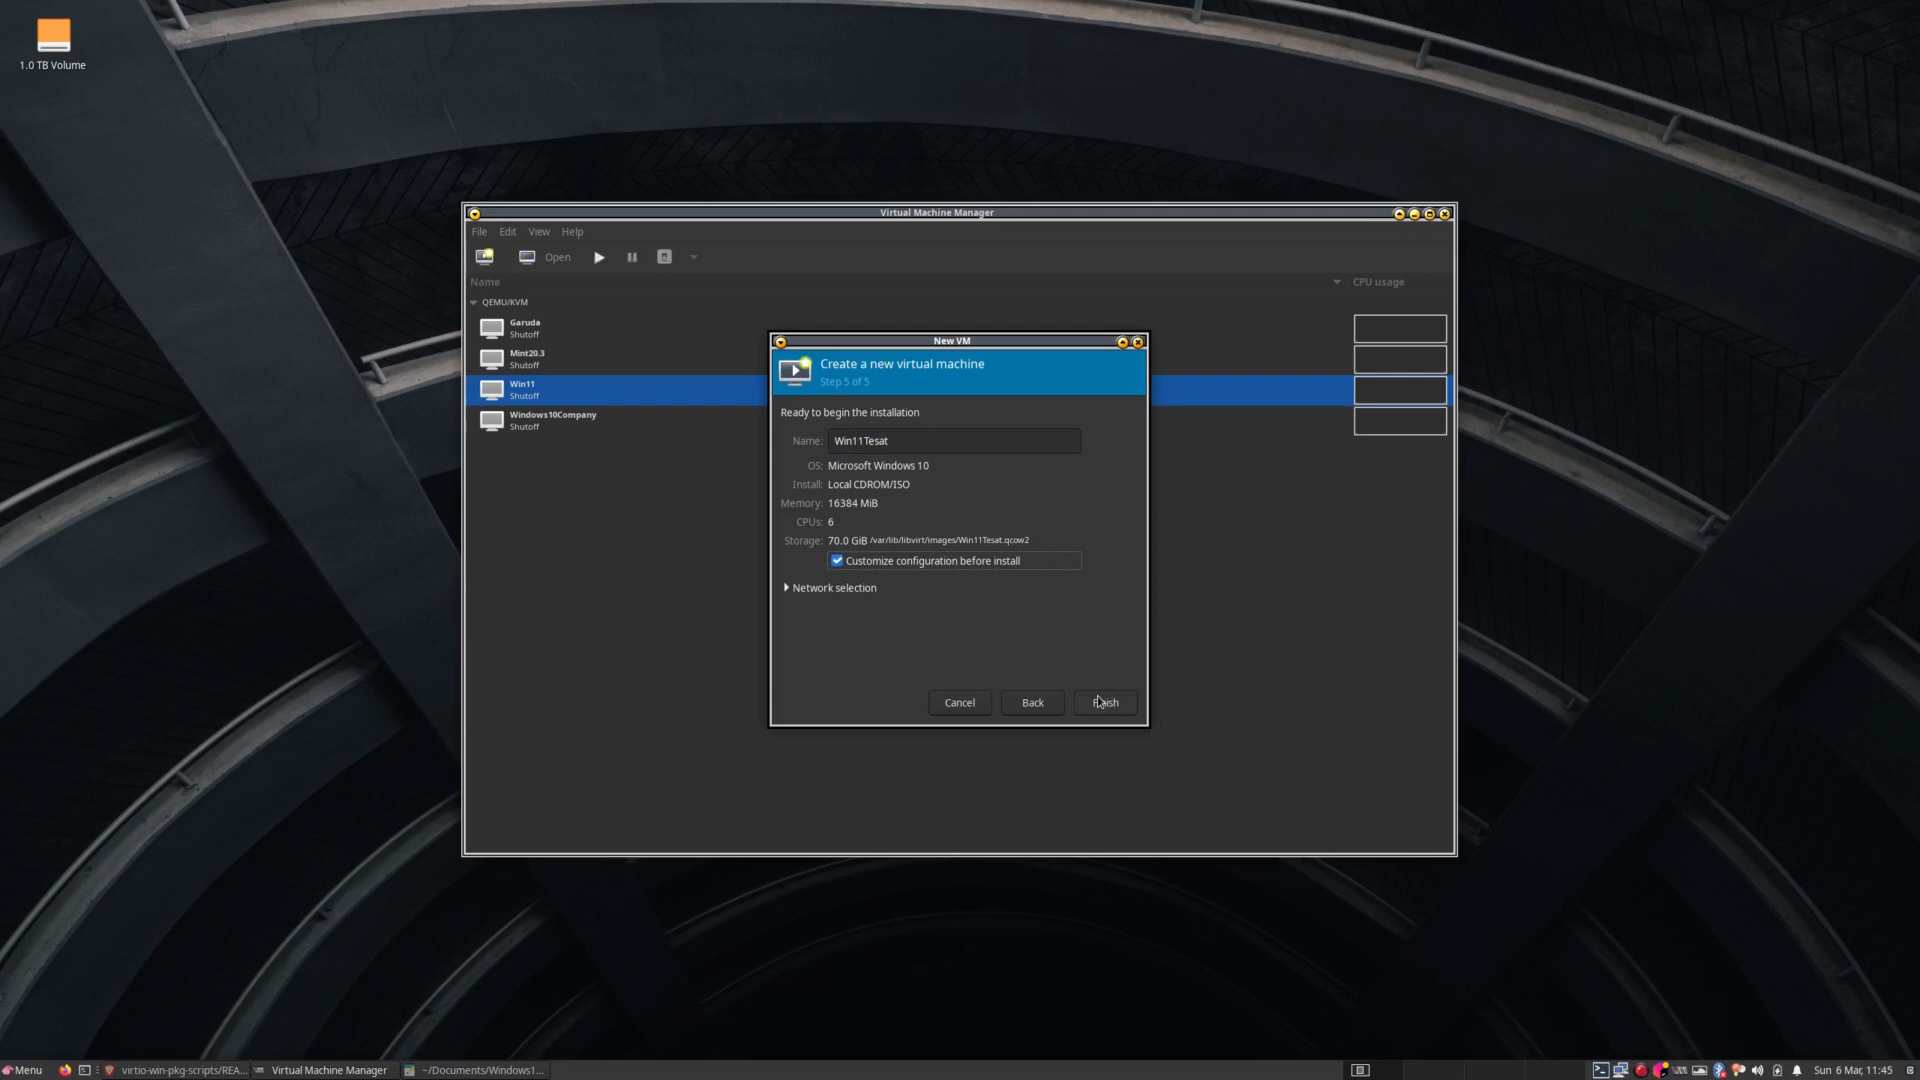 1.0 TB Volume
Virtual Machine Manager
File Edit View Help
Open
Name CPU usage
QEMU/KVM
Garuda
Shutoff
Mint20.3
Shutoff
Win11
Shutoff
Windows10Company
Shutoff
New VM
Create a new virtual machine
Step 5 of 5
Ready to begin the installation
Name: Win11Tesat
OS: Microsoft Windows 10
Install: Local CDROM/ISO
Memory: 16384 MiB
CPUs: 6
Storage: 70.0 GiB /var/lib/libvirt/images/Win11Tesat.qcow2
Customize configuration before install
Network selection
Cancel Back Finish
Menu virtio-win-pkg-scripts/REA... Virtual Machine Manager ~/Documents/Windows1... Sun 6 Mar, 11:45